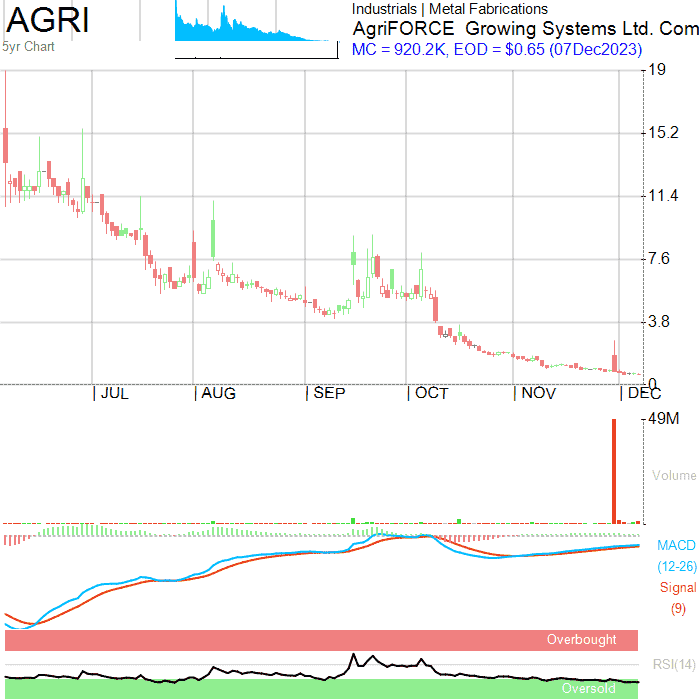 AGRI
5yr Chart
Industrials | Metal Fabrications
AgriFORCE Growing Systems Ltd. Com
MC = 920.2K, EOD = $0.65 (07Dec2023)
19
15.2
11.4
7.6
3.8
0
| JUL | AUG | SEP | OCT | NOV | DEC
49M
Volume
MACD
(12-26)
Signal
(9)
Overbought
RSI(14)
Oversold